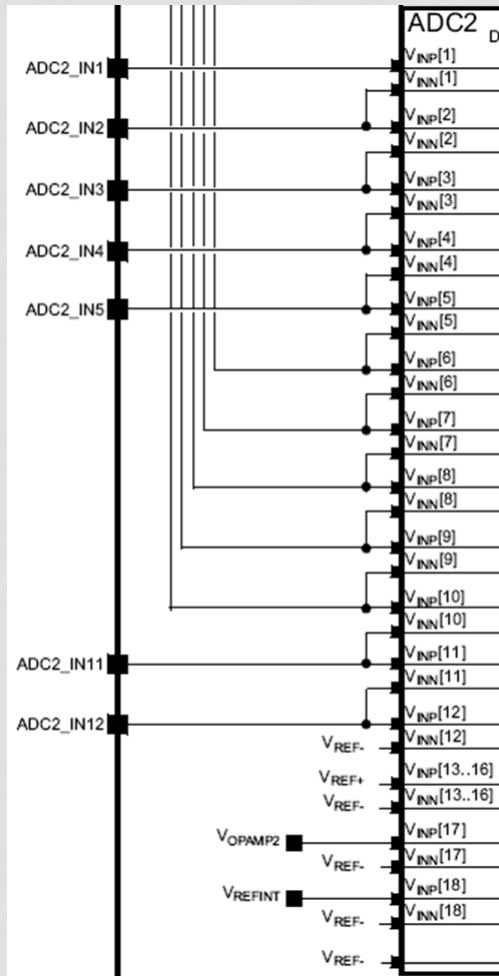 ADC2
D
ADC2_IN1
VINP[1]
VINN[1]
ADC2_IN2
VINP[2]
VINN[2]
ADC2_IN3
VINP[3]
VINN[3]
ADC2_IN4
VINP[4]
VINN[4]
ADC2_IN5
VINP[5]
VINN[5]
VINP[6]
VINN[6]
VINP[7]
VINN[7]
VINP[8]
VINN[8]
VINP[9]
VINN[9]
VINP[10]
VINN[10]
ADC2_IN11
VINP[11]
VINN[11]
ADC2_IN12
VINP[12]
VREF-
VINN[12]
VREF+
VINP[13..16]
VREF-
VINN[13..16]
VOPAMP2
VINP[17]
VREF-
VINN[17]
VREFINT
VINP[18]
VREF-
VINN[18]
VREF-